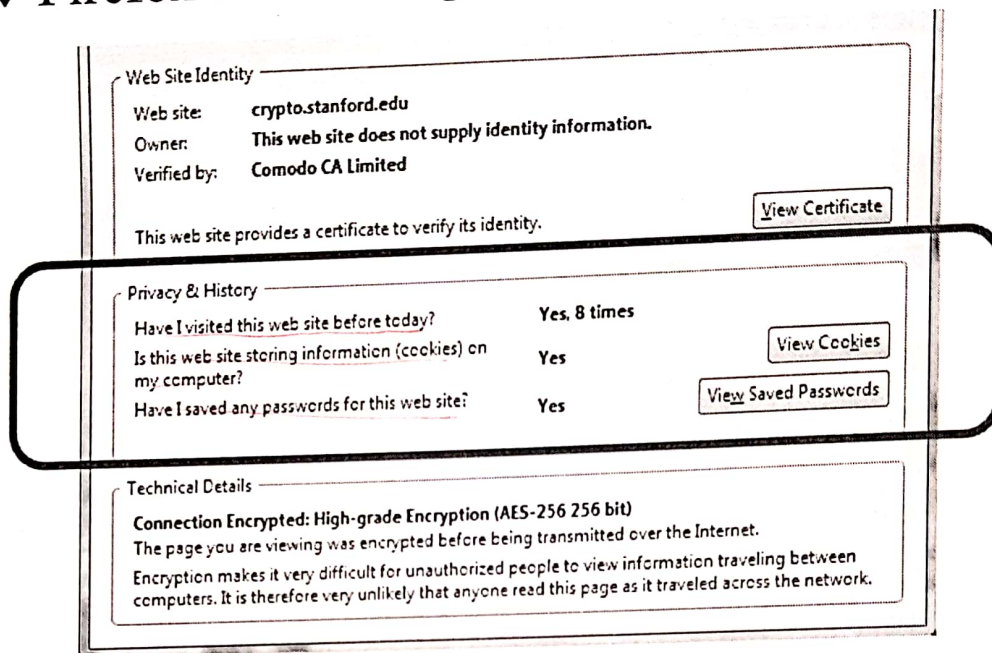 Web Site Identity
Web site: crypto.stanford.edu
Owner: This web site does not supply identity information.
Verified by: Comodo CA Limited
View Certificate
This web site provides a certificate to verify its identity.
Privacy & History
Have I visited this web site before today? Yes, 8 times
Is this web site storing information (cookies) on
my computer? Yes View Cookies
Have I saved any passwords for this web site? Yes View Saved Passwords
Technical Details
Connection Encrypted: High-grade Encryption (AES-256 256 bit)
The page you are viewing was encrypted before being transmitted over the Internet.
Encryption makes it very difficult for unauthorized people to view information traveling between
computers. It is therefore very unlikely that anyone read this page as it traveled across the network.